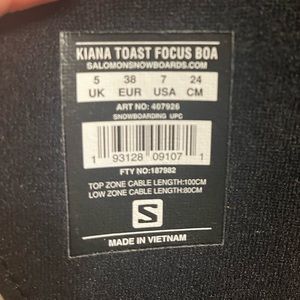 KIANA TOAST FOCUS BOA
SALOMONSNOWBOARDS.COM
5 38 7 24
UK EUR USA CM
ART NO: 407926
SNOWBOARDING UPC
1 93128 09107 1
FTY NO: 187982
TOP ZONE CABLE LENGTH:100CM
LOW ZONE CABLE LENGTH:80CM
S
MADE IN VIETNAM